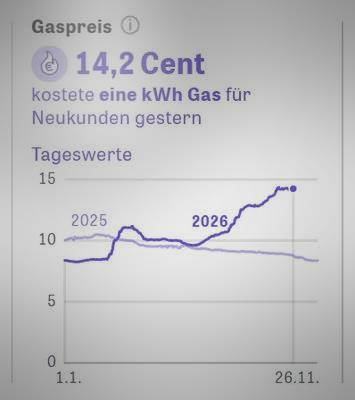 Gaspreis ⓘ
14,2 Cent
kostete eine kWh Gas für
Neukunden gestern
Tageswerte
15
2025
2026
10
5
0
1.1.
26.11.